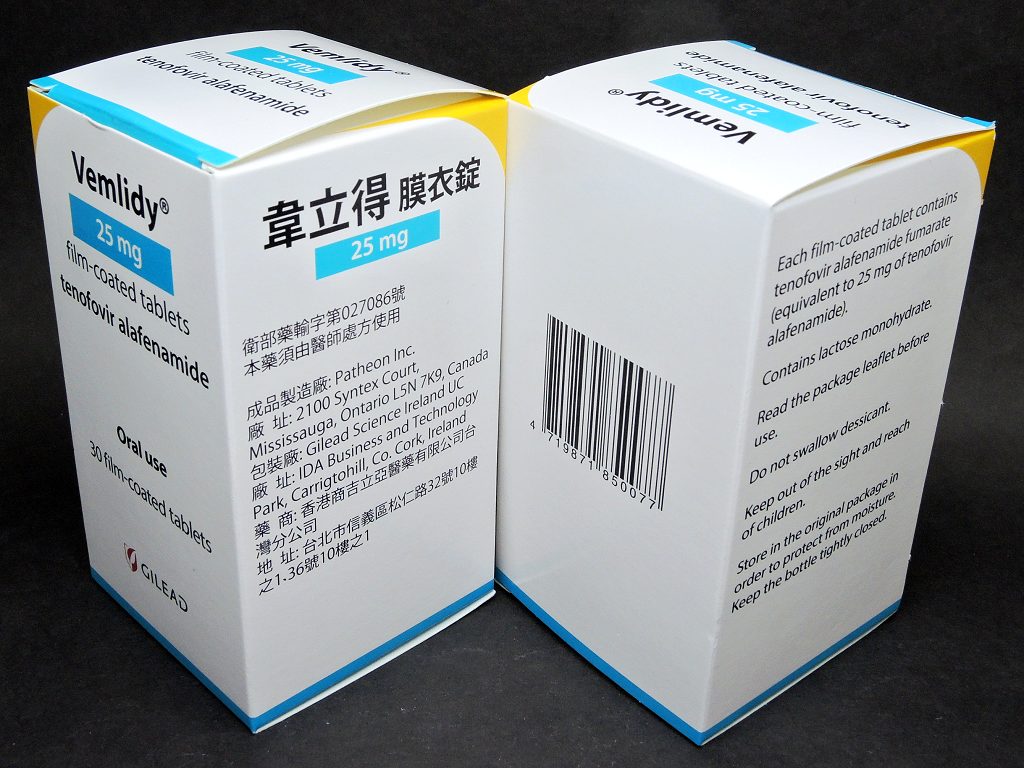 Vemlidy®
25 mg
film-coated tablets
tenofovir alafenamide
Vemlidy®
25 mg
film-coated tablets
tenofovir alafenamide
Oral use
30 film-coated tablets
GILEAD
韋立得 膜衣錠
25 mg
衛部藥輸字第027086號
本藥須由醫師處方使用
成品製造廠: Patheon Inc.
廠 址: 2100 Syntex Court,
Mississauga, Ontario L5N 7K9, Canada
包裝廠: Gilead Science Ireland UC
廠 址: IDA Business and Technology
Park, Carrigtohill, Co. Cork, Ireland
藥 商: 香港商吉立亞醫藥有限公司台
灣分公司
地 址: 台北市信義區松仁路32號10樓
之1、36號10樓之1
Vemlidy®
25 mg
film-coated tablets
tenofovir alafenamide
4 719871 850077
Each film-coated tablet contains
tenofovir alafenamide fumarate
(equivalent to 25 mg of tenofovir
alafenamide).
Contains lactose monohydrate.
Read the package leaflet before
use.
Do not swallow dessicant.
Keep out of the sight and reach
of children.
Store in the original package in
order to protect from moisture.
Keep the bottle tightly closed.